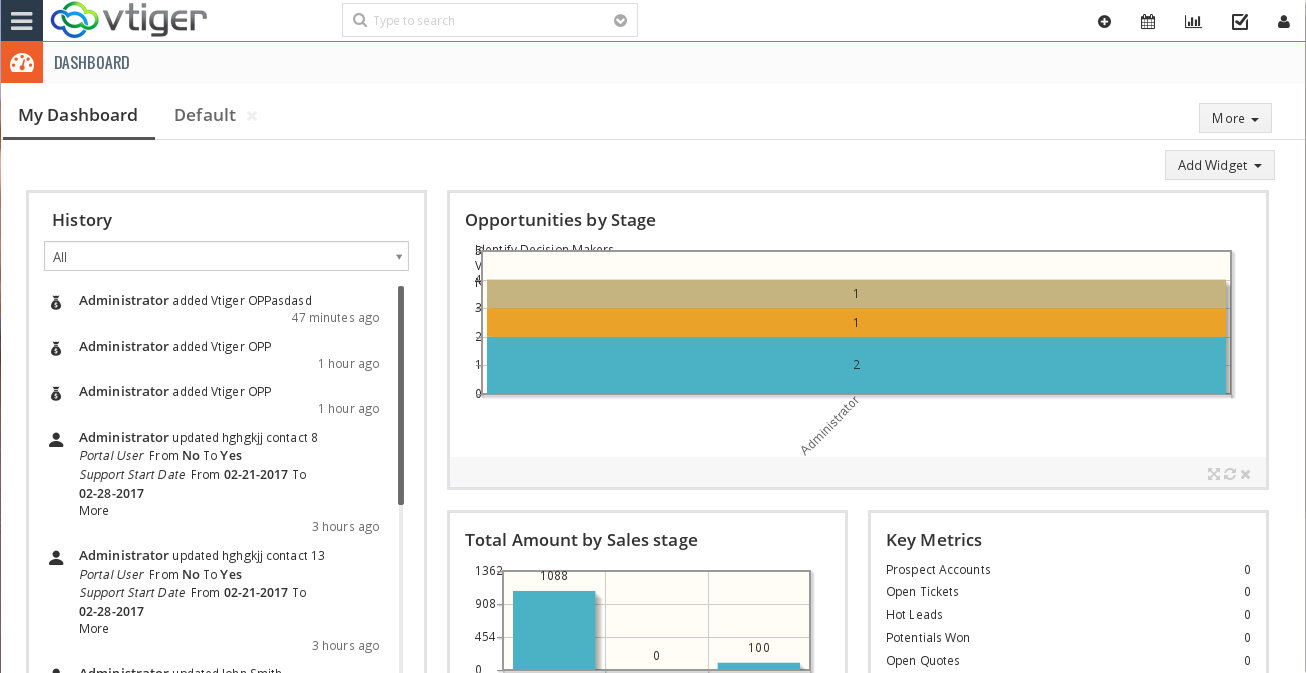 vtiger
Type to search
DASHBOARD
My Dashboard
Default
More
Add Widget
History
All
Administrator added Vtiger OPPasdasd
47 minutes ago
Administrator added Vtiger OPP
1 hour ago
Administrator added Vtiger OPP
1 hour ago
Administrator updated hghgkjj contact 8
Portal User From No To Yes
Support Start Date From 02-21-2017 To
02-28-2017
More
3 hours ago
Administrator updated hghgkjj contact 13
Portal User From No To Yes
Support Start Date From 02-21-2017 To
02-28-2017
More
3 hours ago
Administrator updated John Smith
Opportunities by Stage
Identify Decision Makers
5
4
3
2
1
0
1
1
2
Administrator
Total Amount by Sales stage
1362
908
454
0
1088
0
100
Key Metrics
Prospect Accounts 0
Open Tickets 0
Hot Leads 0
Potentials Won 0
Open Quotes 0